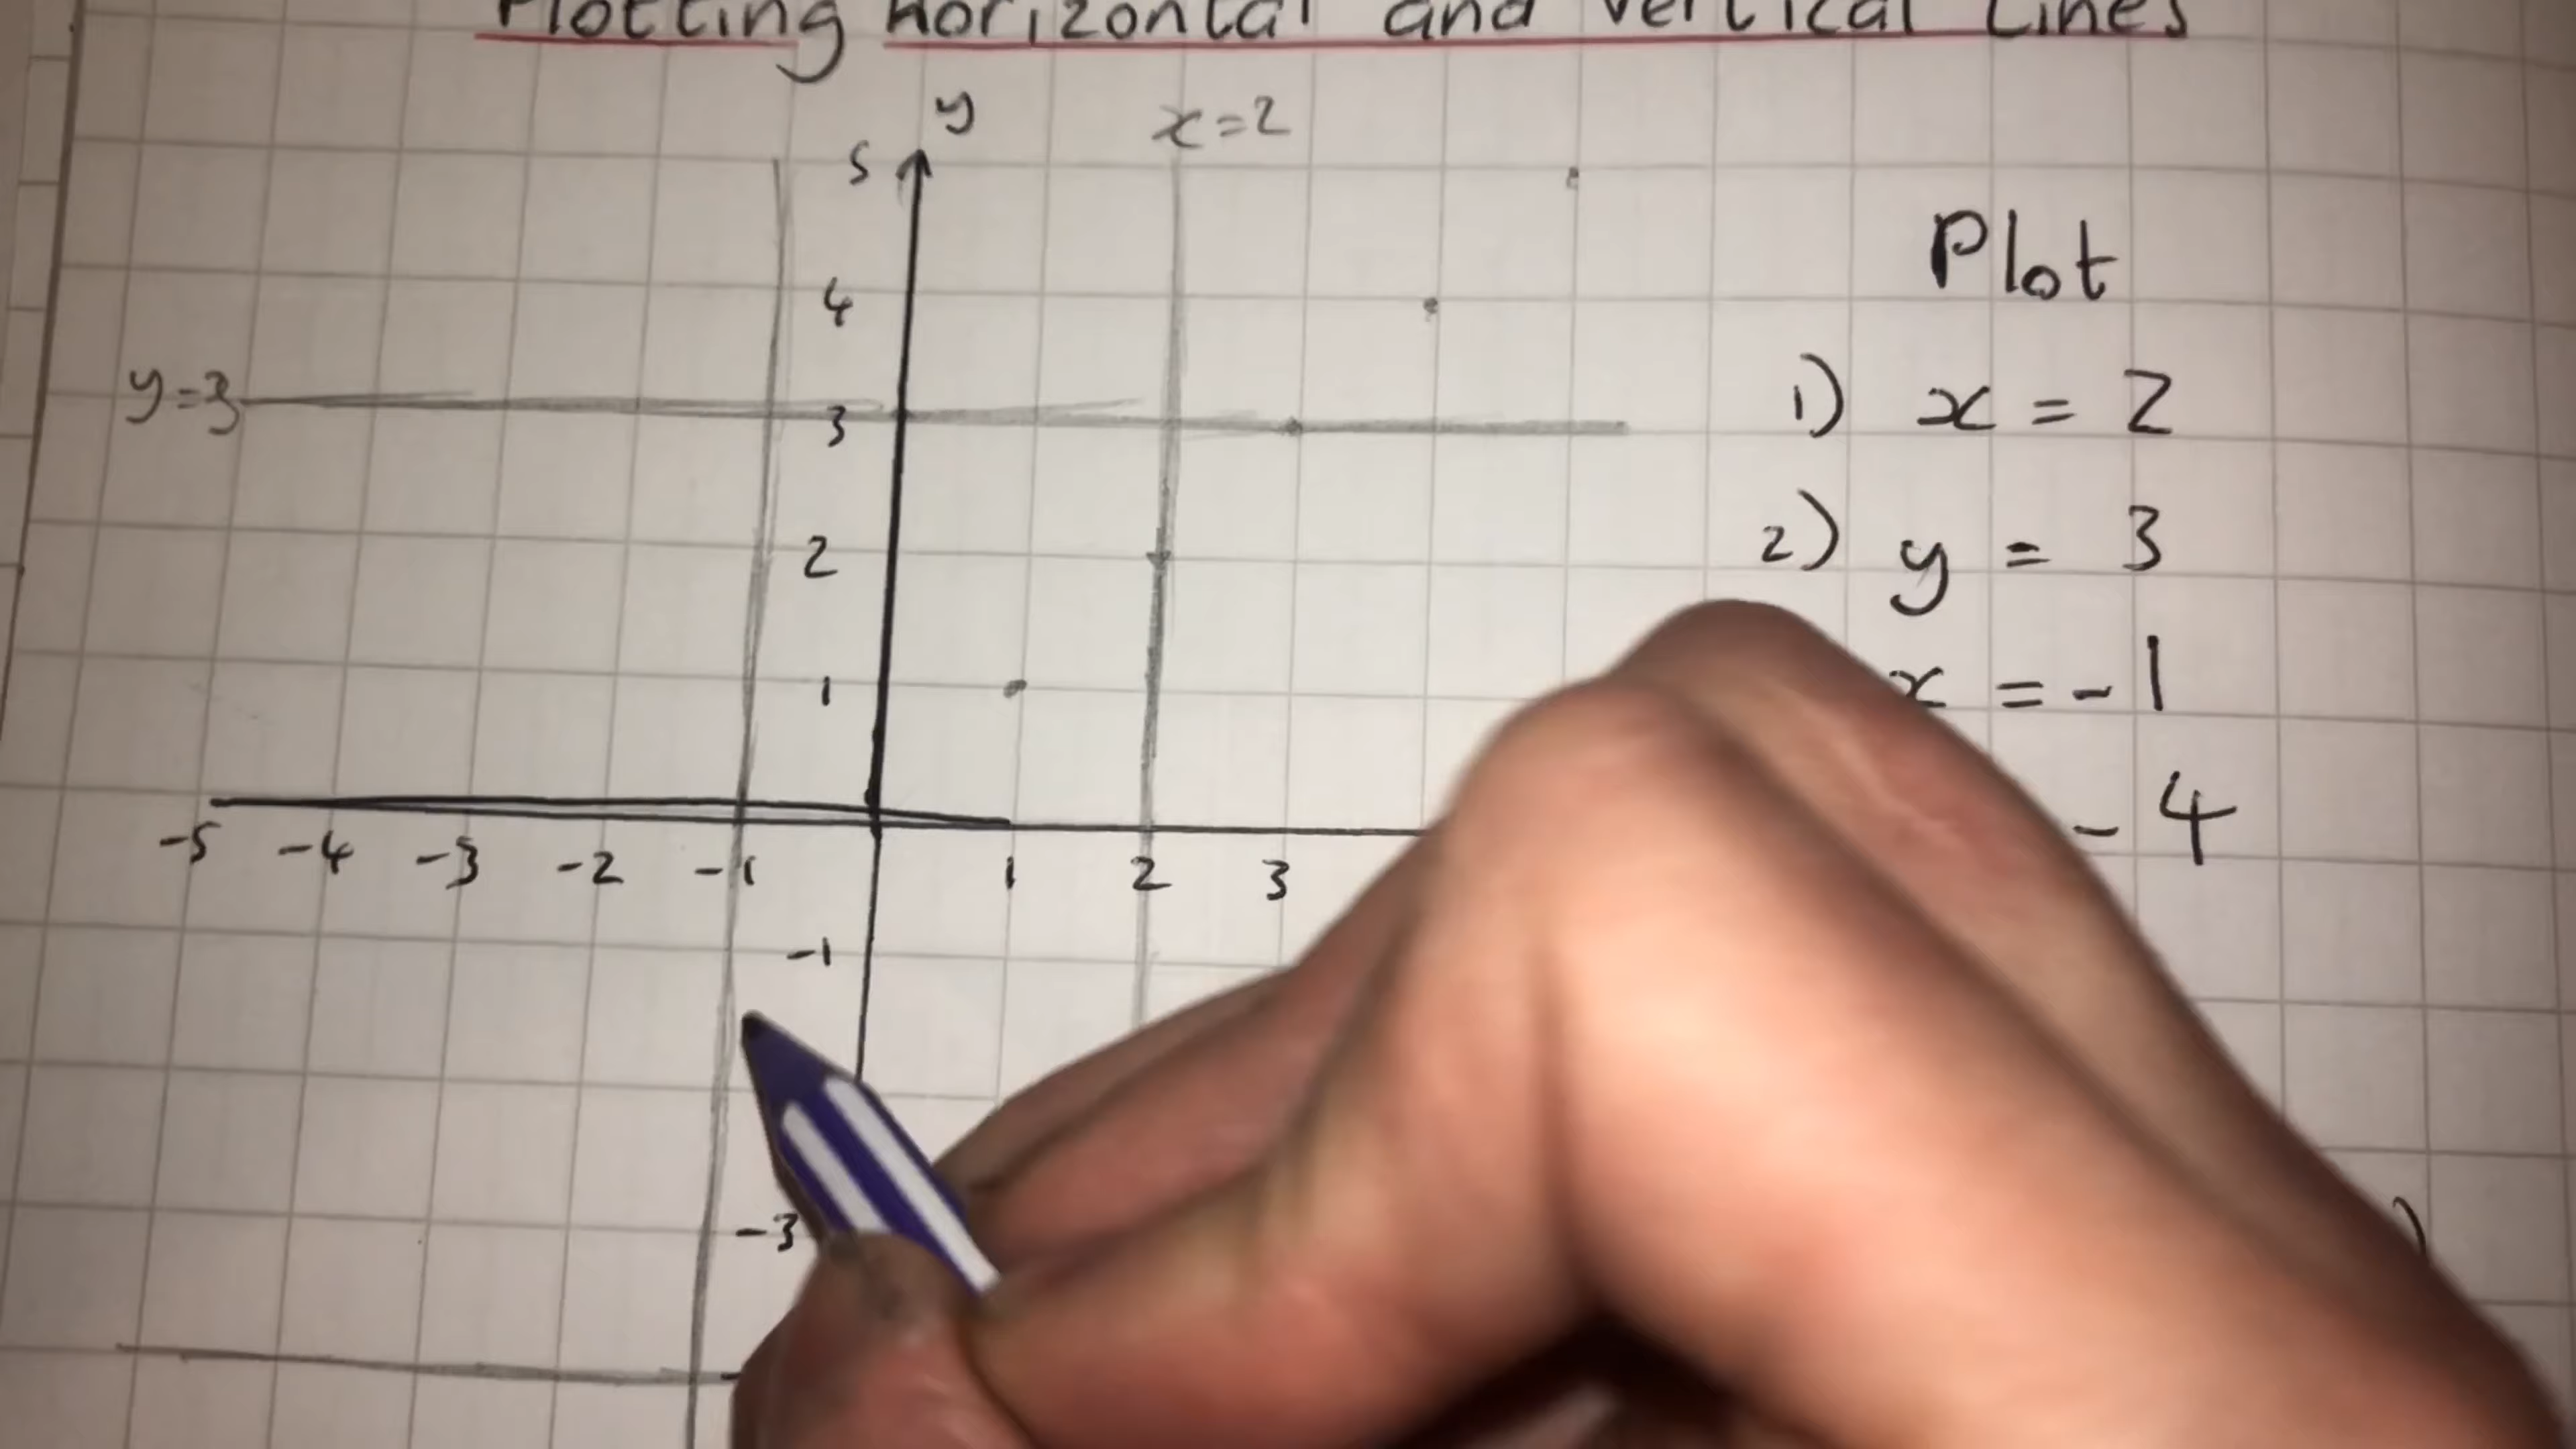 Plotting Horizontal and Vertical Lines
y
x=2
5
4
y=3
3
2
1
-5 -4 -3 -2 -1 1 2 3
-1
-3
Plot
1) x = 2
2) y = 3
x = -1
- 4
)